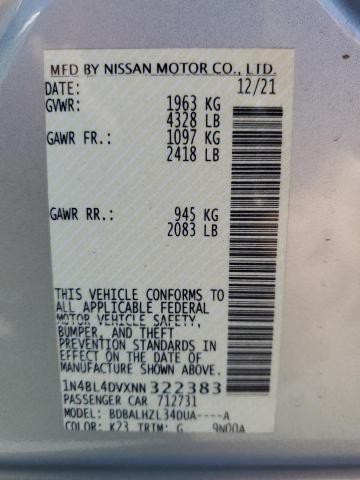 MFD BY NISSAN MOTOR CO., LTD.
DATE: 12/21
GVWR: 1963 KG
4328 LB
GAWR FR.: 1097 KG
2418 LB
GAWR RR.: 945 KG
2083 LB
THIS VEHICLE CONFORMS TO ALL
APPLICABLE FEDERAL
MOTOR VEHICLE SAFETY,
BUMPER, AND THEFT
PREVENTION STANDARDS IN
EFFECT ON THE DATE OF
MANUFACTURE SHOWN ABOVE.
1N4BL4DVXNN322383
PASSENGER CAR 712731
MODEL: BDBALHZL34DUA----A
COLOR: K23 TRIM: G 9N00A